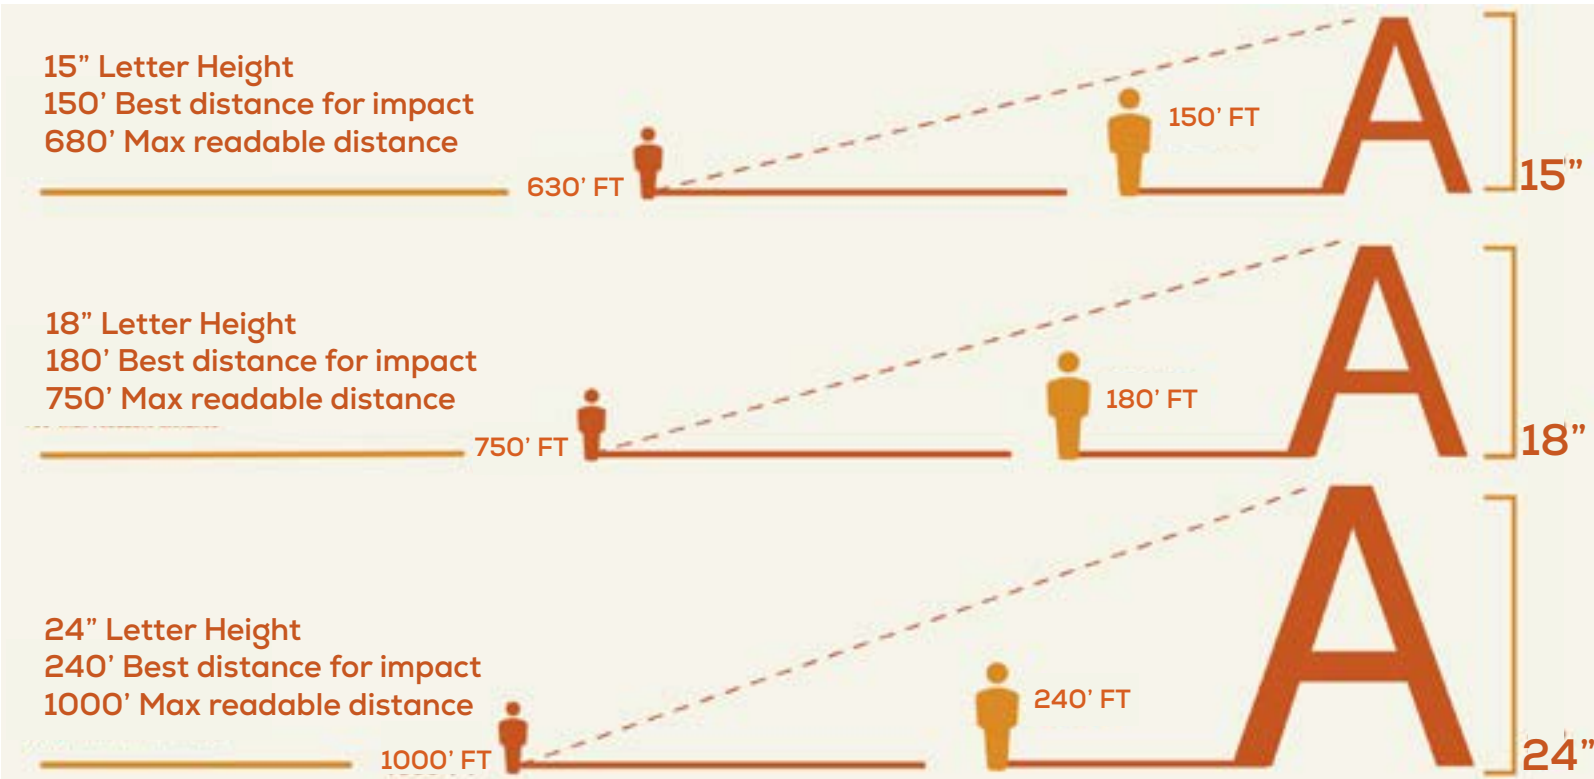 15” Letter Height
150’ Best distance for impact
680’ Max readable distance
630’ FT
150’ FT
A
15”
18” Letter Height
180’ Best distance for impact
750’ Max readable distance
750’ FT
180’ FT
A
18”
24” Letter Height
240’ Best distance for impact
1000’ Max readable distance
1000’ FT
240’ FT
A
24”